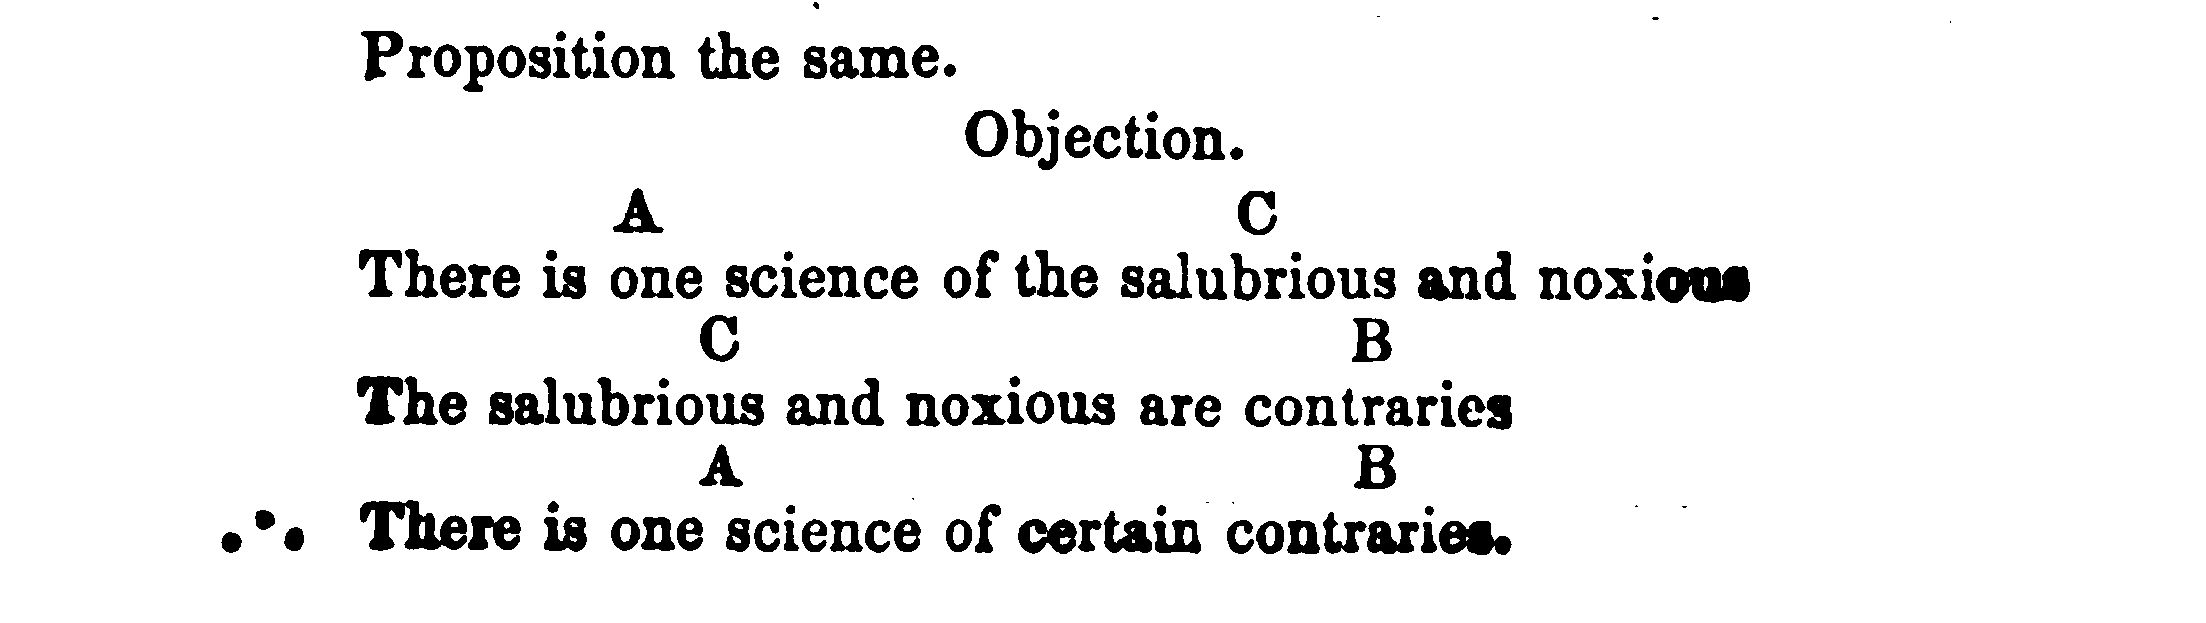 Proposition the same.
Objection.
A C
There is one science of the salubrious and noxious
C B
The salubrious and noxious are contraries
A B
∴ There is one science of certain contraries.